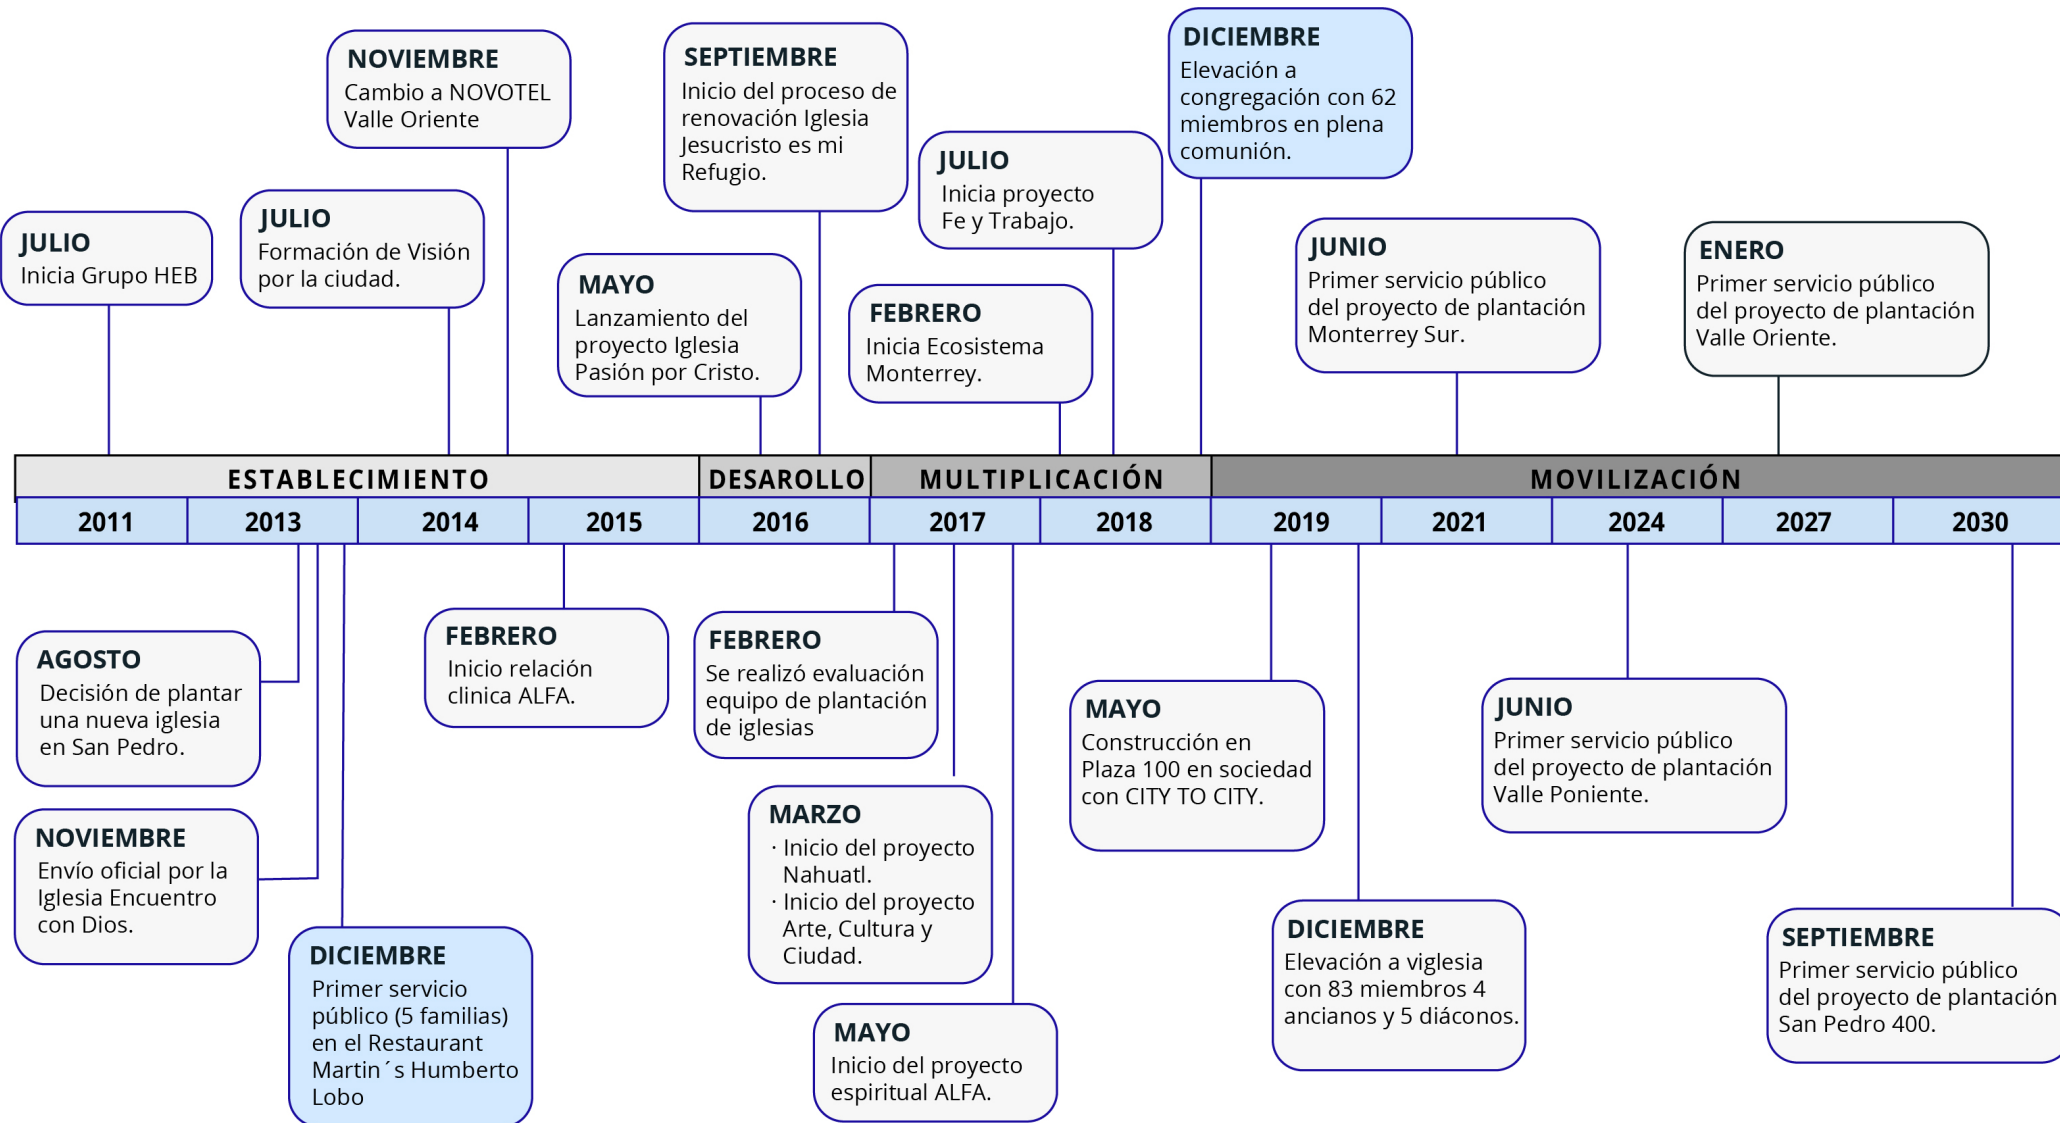 DICIEMBRE
Elevación a
congregación con 62
miembros en plena
comunión.
SEPTIEMBRE
Inicio del proceso de
renovación Iglesia
Jesucristo es mi
Refugio.
NOVIEMBRE
Cambio a NOVOTEL
Valle Oriente
JULIO
Inicia proyecto
Fe y Trabajo.
JULIO
Formación de Visión
por la ciudad.
JULIO
Inicia Grupo HEB
JUNIO
Primer servicio público
del proyecto de plantación
Monterrey Sur.
ENERO
Primer servicio público
del proyecto de plantación
Valle Oriente.
MAYO
Lanzamiento del
proyecto Iglesia
Pasión por Cristo.
FEBRERO
Inicia Ecosistema
Monterrey.
ESTABLECIMIENTO DESAROLLO MULTIPLICACIÓN MOVILIZACIÓN
2011 2013 2014 2015 2016 2017 2018 2019 2021 2024 2027 2030
AGOSTO
Decisión de plantar
una nueva iglesia
en San Pedro.
FEBRERO
Inicio relación
clinica ALFA.
FEBRERO
Se realizó evaluación
equipo de plantación
de iglesias
MAYO
Construcción en
Plaza 100 en sociedad
con CITY TO CITY.
JUNIO
Primer servicio público
del proyecto de plantación
Valle Poniente.
NOVIEMBRE
Envío oficial por la
Iglesia Encuentro
con Dios.
MARZO
· Inicio del proyecto
Nahuatl.
· Inicio del proyecto
Arte, Cultura y
Ciudad.
DICIEMBRE
Elevación a viglesia
con 83 miembros 4
ancianos y 5 diáconos.
SEPTIEMBRE
Primer servicio público
del proyecto de plantación
San Pedro 400.
DICIEMBRE
Primer servicio
público (5 familias)
en el Restaurant
Martin´s Humberto
Lobo
MAYO
Inicio del proyecto
espiritual ALFA.